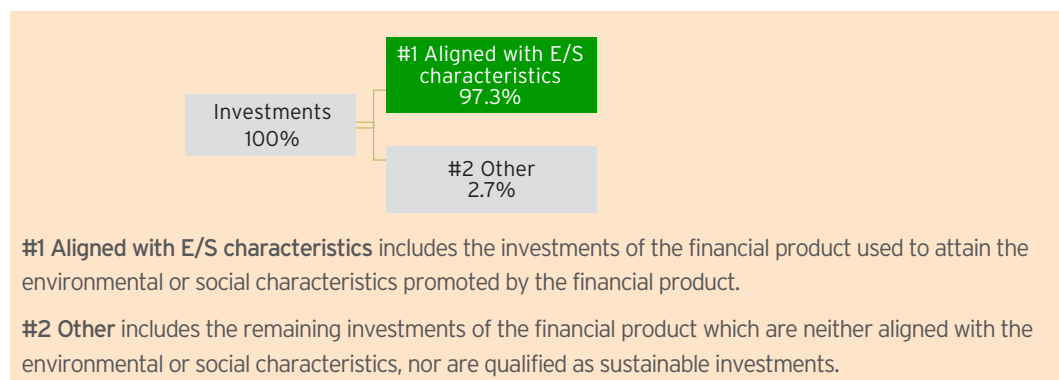 #1 Aligned with E/S
characteristics
97.3%
Investments
100%
#2 Other
2.7%
#1 Aligned with E/S characteristics includes the investments of the financial product used to attain the
environmental or social characteristics promoted by the financial product.
#2 Other includes the remaining investments of the financial product which are neither aligned with the
environmental or social characteristics, nor are qualified as sustainable investments.